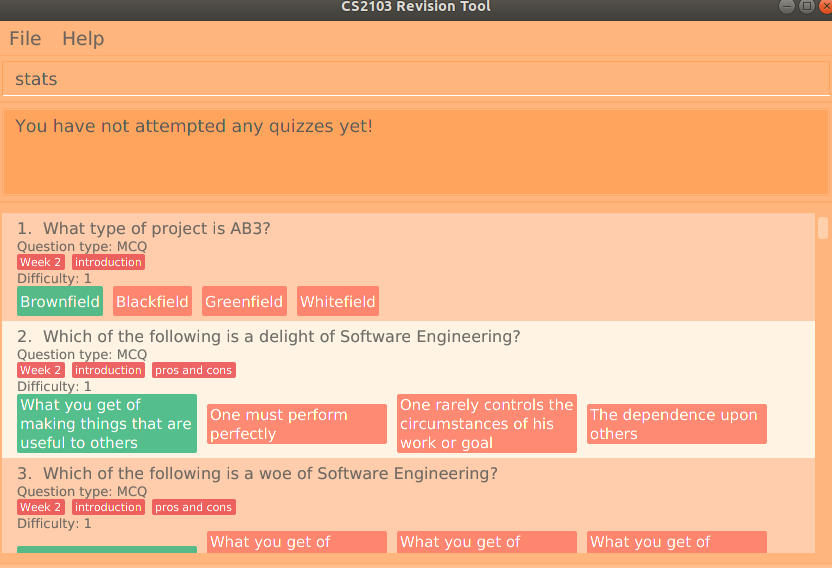 CS2103 Revision Tool
File Help
stats
You have not attempted any quizzes yet!
1. What type of project is AB3?
Question type: MCQ
Week 2 introduction
Difficulty: 1
Brownfield Blackfield Greenfield Whitefield
2. Which of the following is a delight of Software Engineering?
Question type: MCQ
Week 2 introduction pros and cons
Difficulty: 1
What you get of
making things that are
useful to others
One must perform
perfectly
One rarely controls the
circumstances of his
work or goal
The dependence upon
others
3. Which of the following is a woe of Software Engineering?
Question type: MCQ
Week 2 introduction pros and cons
Difficulty: 1
What you get of What you get of What you get of